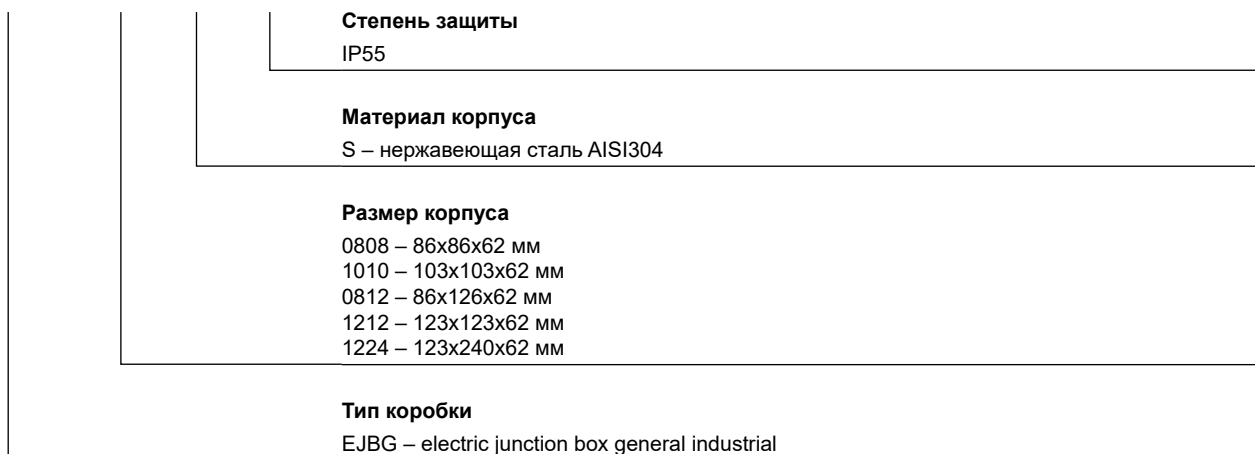 Степень защиты
IP55
Материал корпуса
S – нержавеющая сталь AISI304
Размер корпуса
0808 – 86x86x62 мм
1010 – 103x103x62 мм
0812 – 86x126x62 мм
1212 – 123x123x62 мм
1224 – 123x240x62 мм
Тип коробки
EJBG – electric junction box general industrial